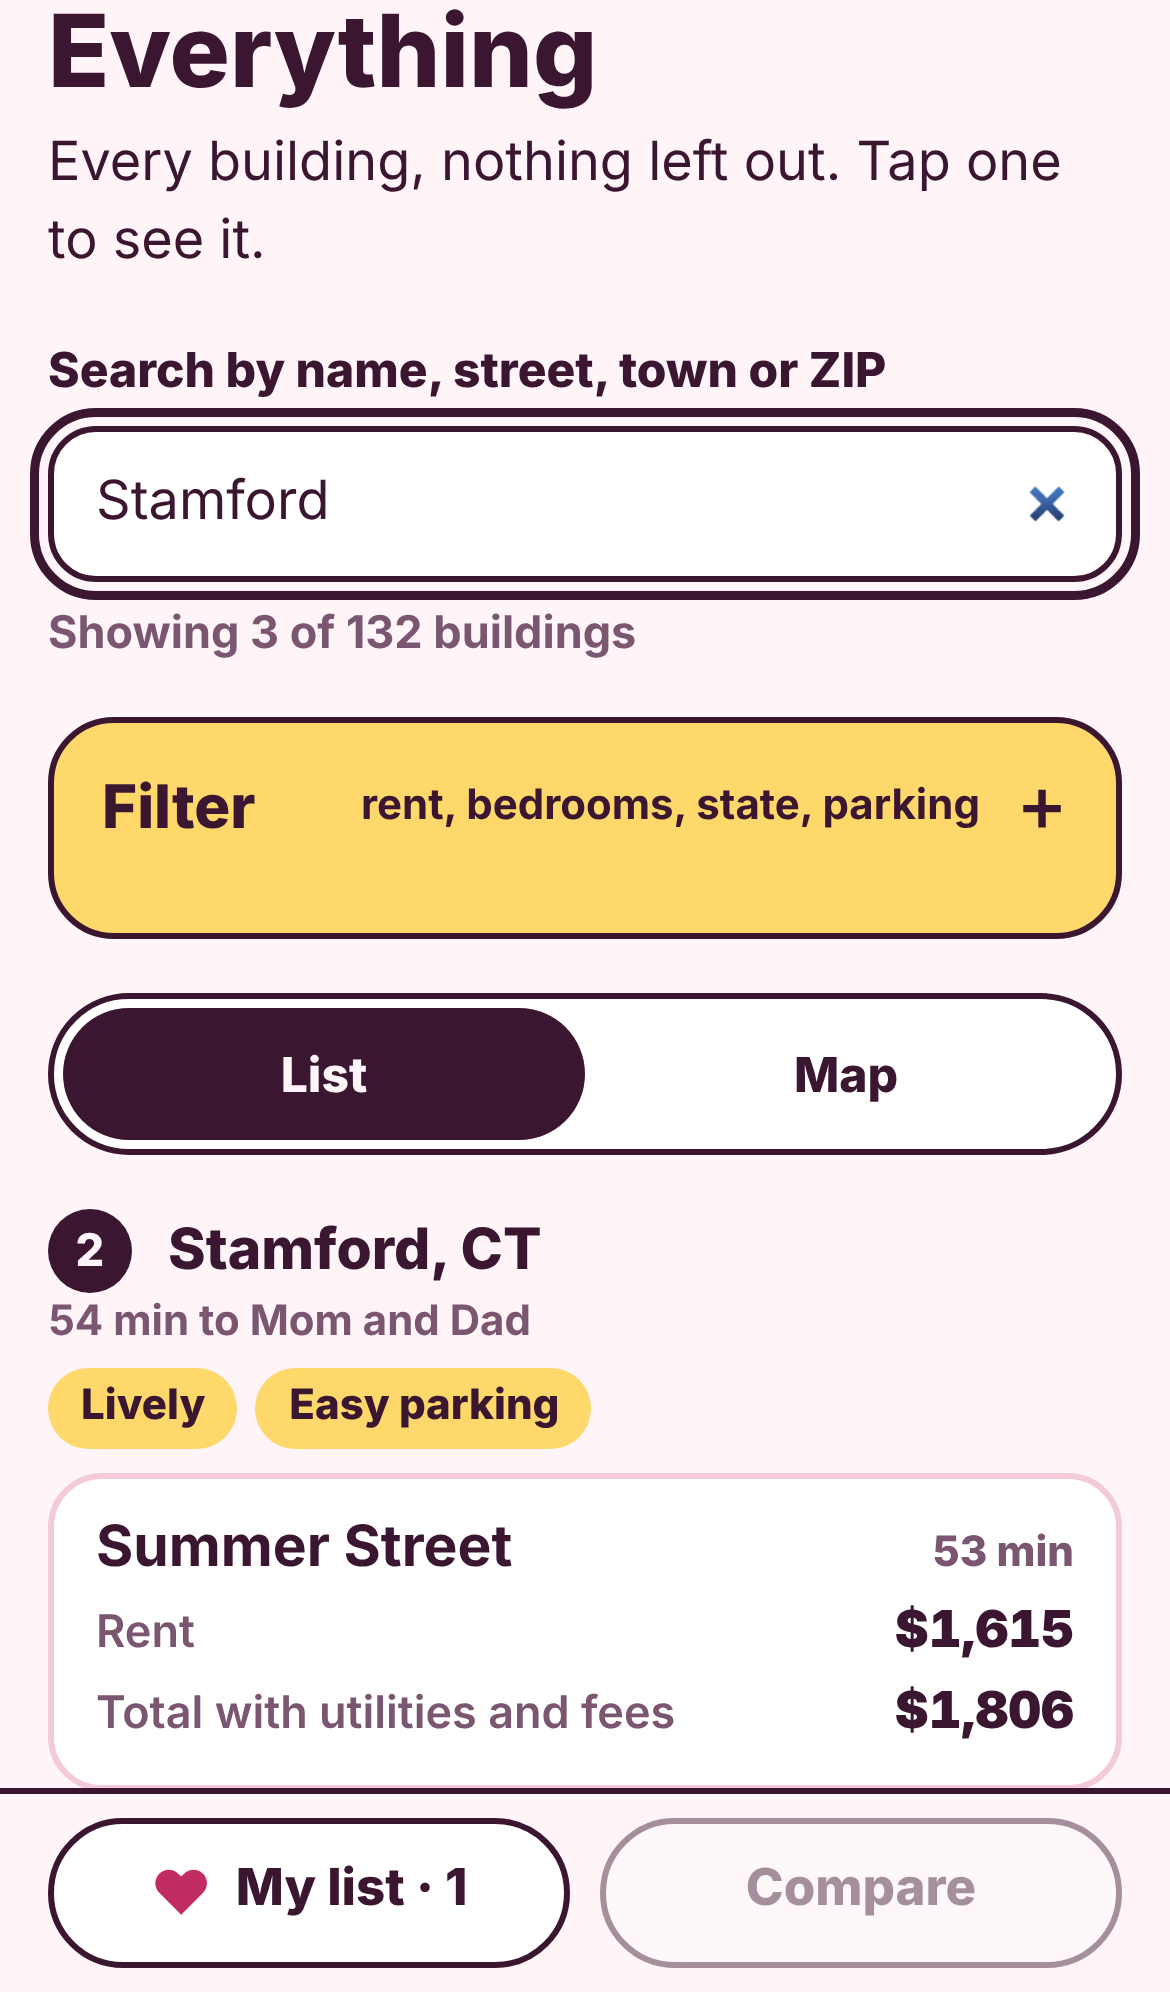 Everything
Every building, nothing left out. Tap one
to see it.
Search by name, street, town or ZIP
Stamford
Showing 3 of 132 buildings
Filter rent, bedrooms, state, parking +
List Map
2 Stamford, CT
54 min to Mom and Dad
Lively Easy parking
Summer Street 53 min
Rent $1,615
Total with utilities and fees $1,806
My list · 1 Compare